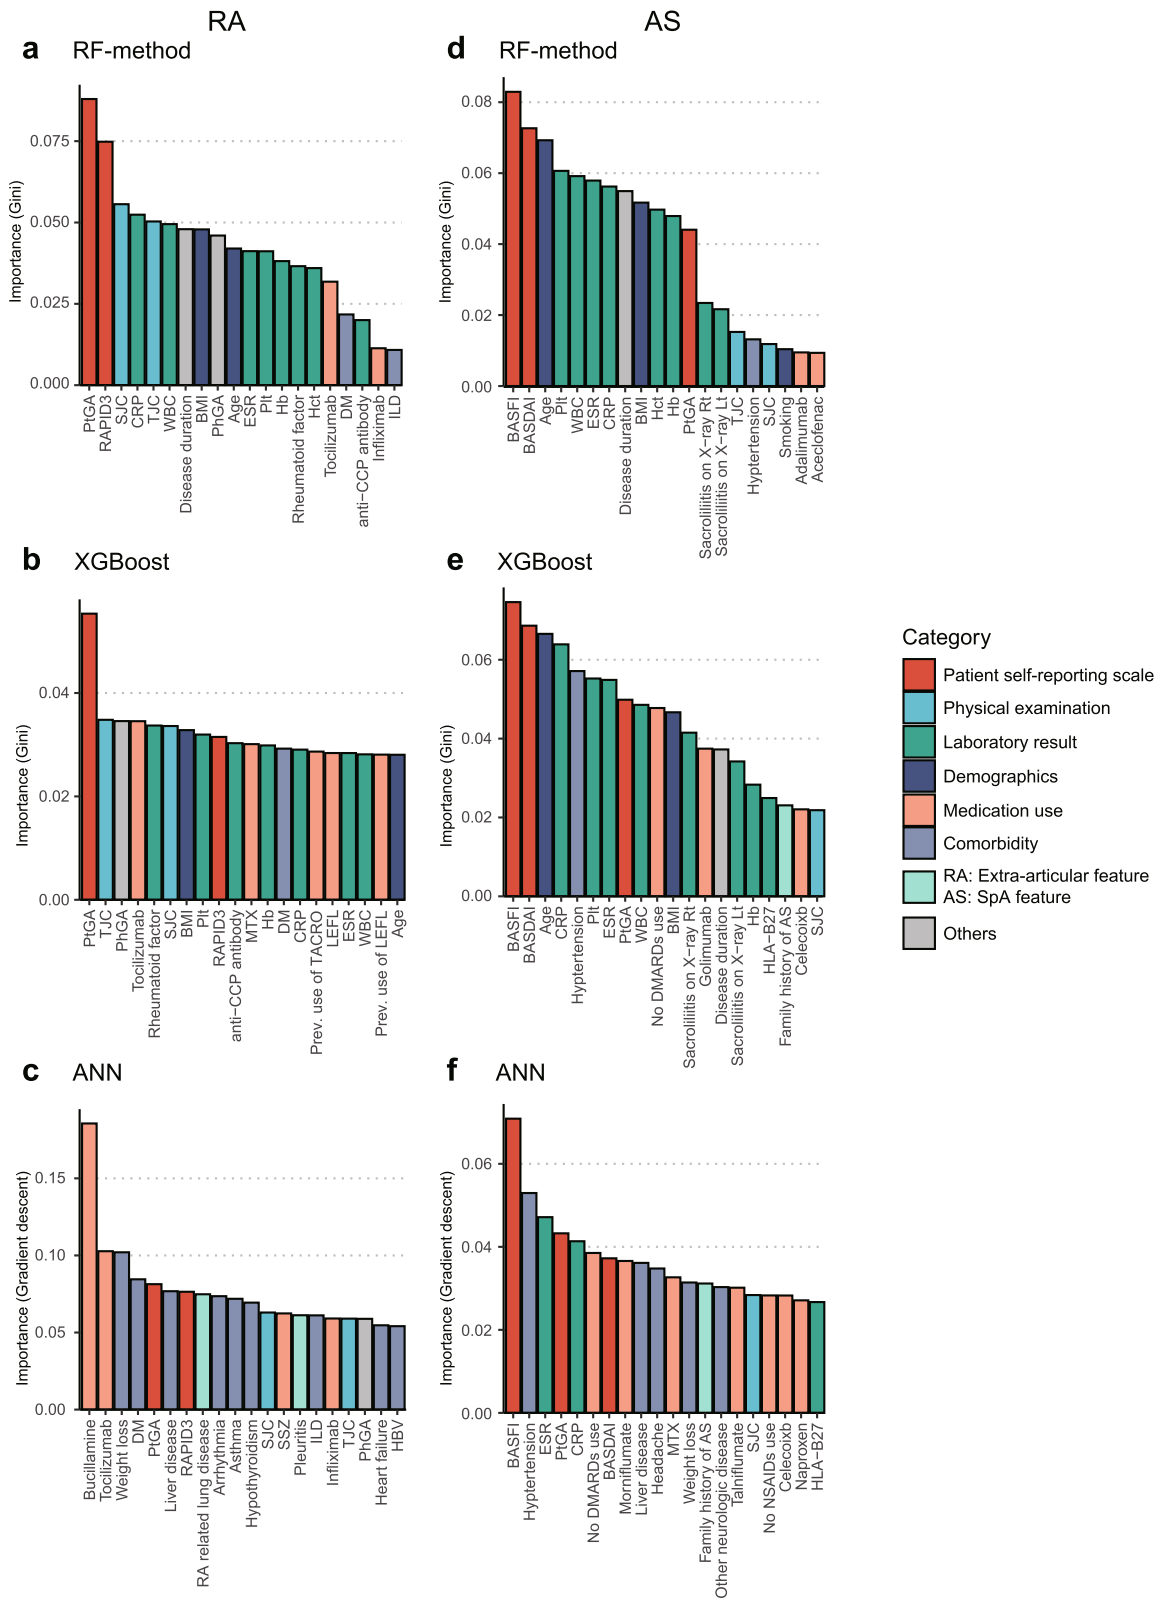 RA
a RF-method
Importance (Gini)
0.075
0.050
0.025
0.000
PtGA
RAPID3
SJC
CRP
TJC
WBC
Disease duration
BMI
PhGA
Age
ESR
Plt
Hb
Rheumatoid factor
Hct
Tocilizumab
DM
anti−CCP antibody
Infliximab
ILD
b XGBoost
Importance (Gini)
0.04
0.02
0.00
PtGA
TJC
PhGA
Tocilizumab
Rheumatoid factor
SJC
BMI
Plt
RAPID3
anti−CCP antibody
MTX
Hb
DM
CRP
Prev. use of TACRO
LEFL
ESR
WBC
Prev. use of LEFL
Age
c ANN
Importance (Gradient descent)
0.15
0.10
0.05
0.00
Bucillamine
Tocilizumab
Weight loss
DM
PtGA
Liver disease
RAPID3
RA related lung disease
Arrhythmia
Asthma
Hypothyroidism
SJC
SSZ
Pleuritis
ILD
Infliximab
TJC
PhGA
Heart failure
HBV
AS
d RF-method
Importance (Gini)
0.08
0.06
0.04
0.02
0.00
BASFI
BASDAI
Age
Plt
WBC
ESR
CRP
Disease duration
BMI
Hct
Hb
PtGA
Sacroliliitis on X−ray Rt
Sacroliliitis on X−ray Lt
TJC
Hyptertension
SJC
Smoking
Adalimumab
Aceclofenac
e XGBoost
Importance (Gini)
0.06
0.04
0.02
0.00
BASFI
BASDAI
Age
CRP
Hyptertension
Plt
ESR
PtGA
WBC
No DMARDs use
BMI
Sacroliliitis on X−ray Rt
Golimumab
Disease duration
Sacroliliitis on X−ray Lt
Hb
HLA−B27
Family history of AS
Celecoixb
SJC
f ANN
Importance (Gradient descent)
0.06
0.04
0.02
0.00
BASFI
Hyptertension
ESR
PtGA
CRP
No DMARDs use
BASDAI
Morniflumate
Liver disease
Headache
MTX
Weight loss
Family history of AS
Other neurologic disease
Talniflumate
SJC
No NSAIDs use
Celecoixb
Naproxen
HLA−B27
Category
Patient self-reporting scale
Physical examination
Laboratory result
Demographics
Medication use
Comorbidity
RA: Extra-articular feature
AS: SpA feature
Others